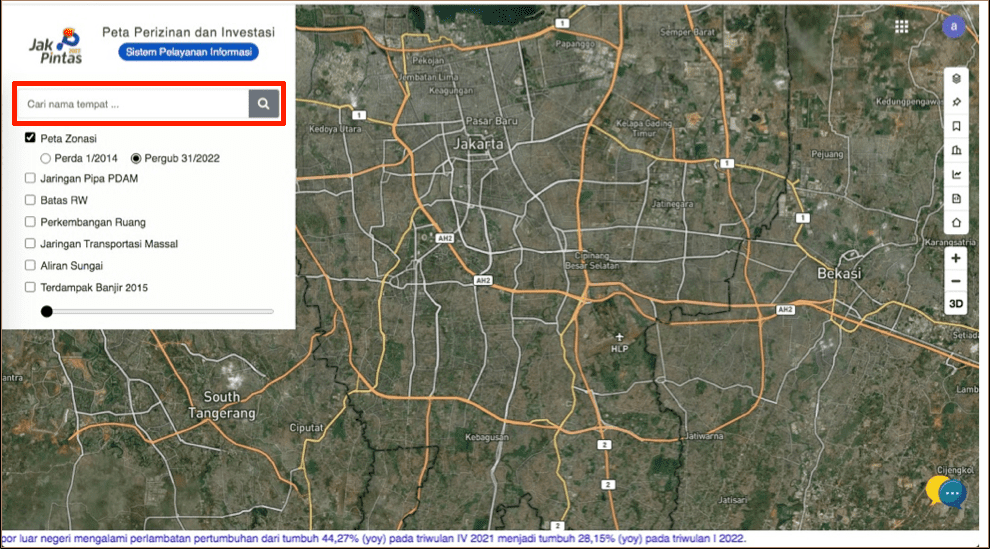 Jak
Pintas
Peta Perizinan dan Investasi
Sistem Pelayanan Informasi
Cari nama tempat ...
Peta Zonasi
Perda 1/2014
Pergub 31/2022
Jaringan Pipa PDAM
Batas RW
Perkembangan Ruang
Jaringan Transportasi Massal
Aliran Sungai
Terdampak Banjir 2015
a
1
Semper Barat
Papanggo
Pekojan
Jembatan Lima
Keagungan
Kedungpengawas
1
Pasar Baru
Kelapa Gading
Timur
Kedoya Utara
Jakarta
Pejuang
1
Jatinegara
1
AH2
Karangsatria
Cipinang
Besar Selatan
Bekasi
AH2
AH2
3D
HLP
Setiada
antra
South
Tangerang
Lamb
Ciputat
Kebagusan
Jatiwarna
2
Cijengkol
2
Jatisari
2
por luar negeri mengalami perlambatan pertumbuhan dari tumbuh 44,27% (yoy) pada triwulan IV 2021 menjadi tumbuh 28,15% (yoy) pada triwulan I 2022.